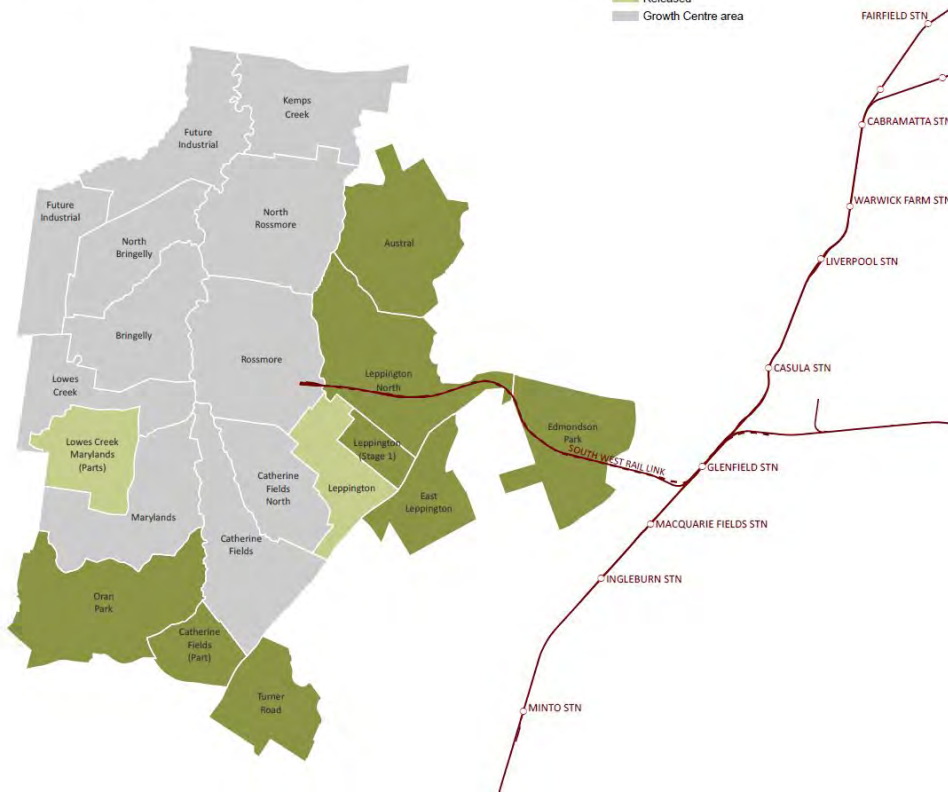 Released
Growth Centre area
FAIRFIELD STN
CABRAMATTA STN
WARWICK FARM STN
LIVERPOOL STN
CASULA STN
GLENFIELD STN
MACQUARIE FIELDS STN
INGLEBURN STN
MINTO STN
SOUTH WEST RAIL LINK
Kemps
Creek
Future
Industrial
Future
Industrial
North
Rossmore
Austral
North
Bringelly
Bringelly
Rossmore
Leppington
North
Lowes
Creek
Lowes Creek
Marylands
(Parts)
Leppington
(Stage 1)
Edmondson
Park
Catherine
Fields
North
Leppington
East
Leppington
Marylands
Catherine
Fields
Oran
Park
Catherine
Fields
(Part)
Turner
Road